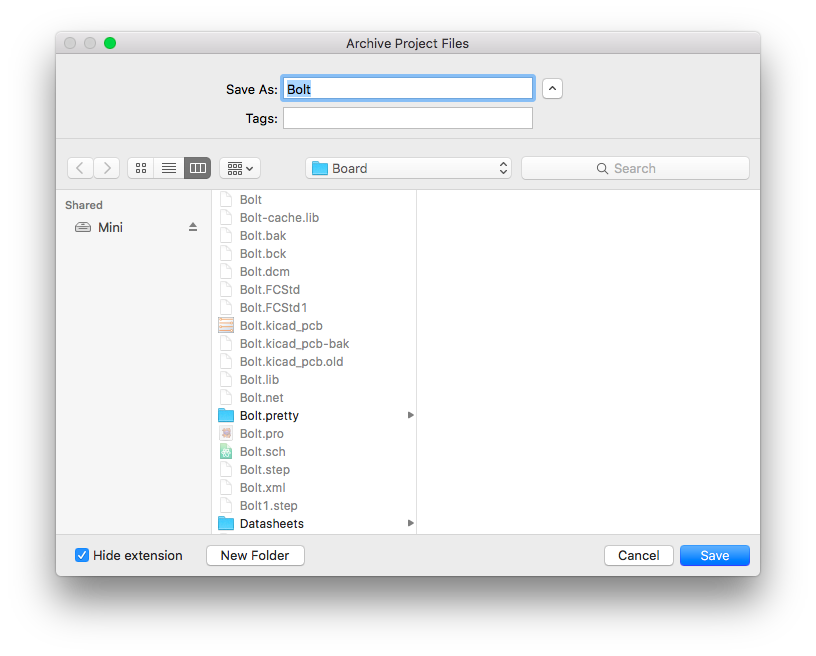 Archive Project Files
Save As: Bolt
Tags:
Board
Search
Shared
Mini
Bolt
Bolt-cache.lib
Bolt.bak
Bolt.bck
Bolt.dcm
Bolt.FCStd
Bolt.FCStd1
Bolt.kicad_pcb
Bolt.kicad_pcb-bak
Bolt.kicad_pcb.old
Bolt.lib
Bolt.net
Bolt.pretty
Bolt.pro
Bolt.sch
Bolt.step
Bolt.xml
Bolt1.step
Datasheets
Hide extension
New Folder
Cancel
Save